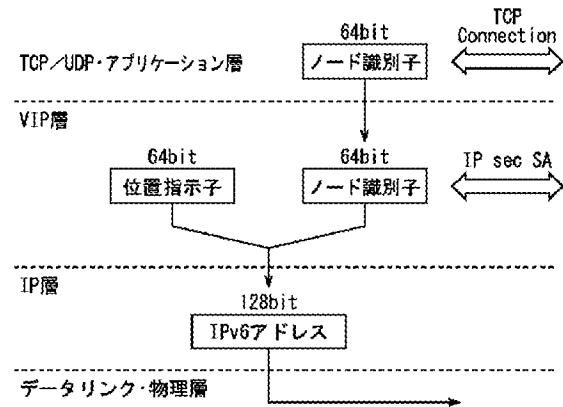 TCP
Connection
64bit
TCP/UDP・アプリケーション層
ノード識別子
VIP層
64bit
64bit
IP sec SA
位置指示子
ノード識別子
IP層
128bit
IPv6アドレス
データリンク・物理層